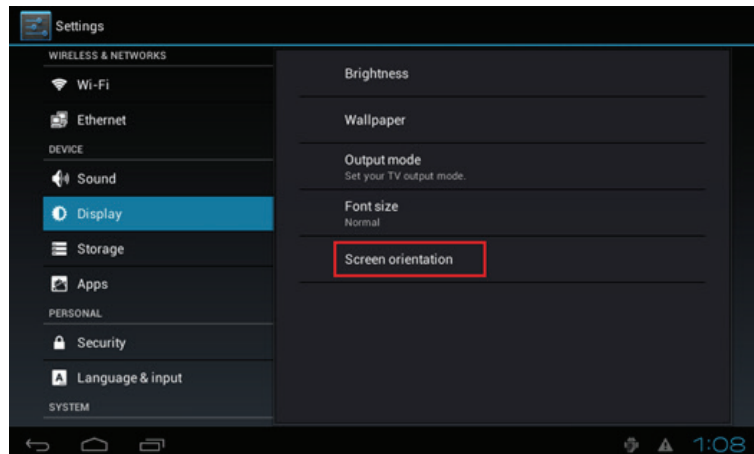 Settings
WIRELESS & NETWORKS
Wi-Fi
Ethernet
DEVICE
Sound
Display
Storage
Apps
PERSONAL
Security
Language & input
SYSTEM
Brightness
Wallpaper
Output mode
Set your TV output mode.
Font size
Normal
Screen orientation
1:08